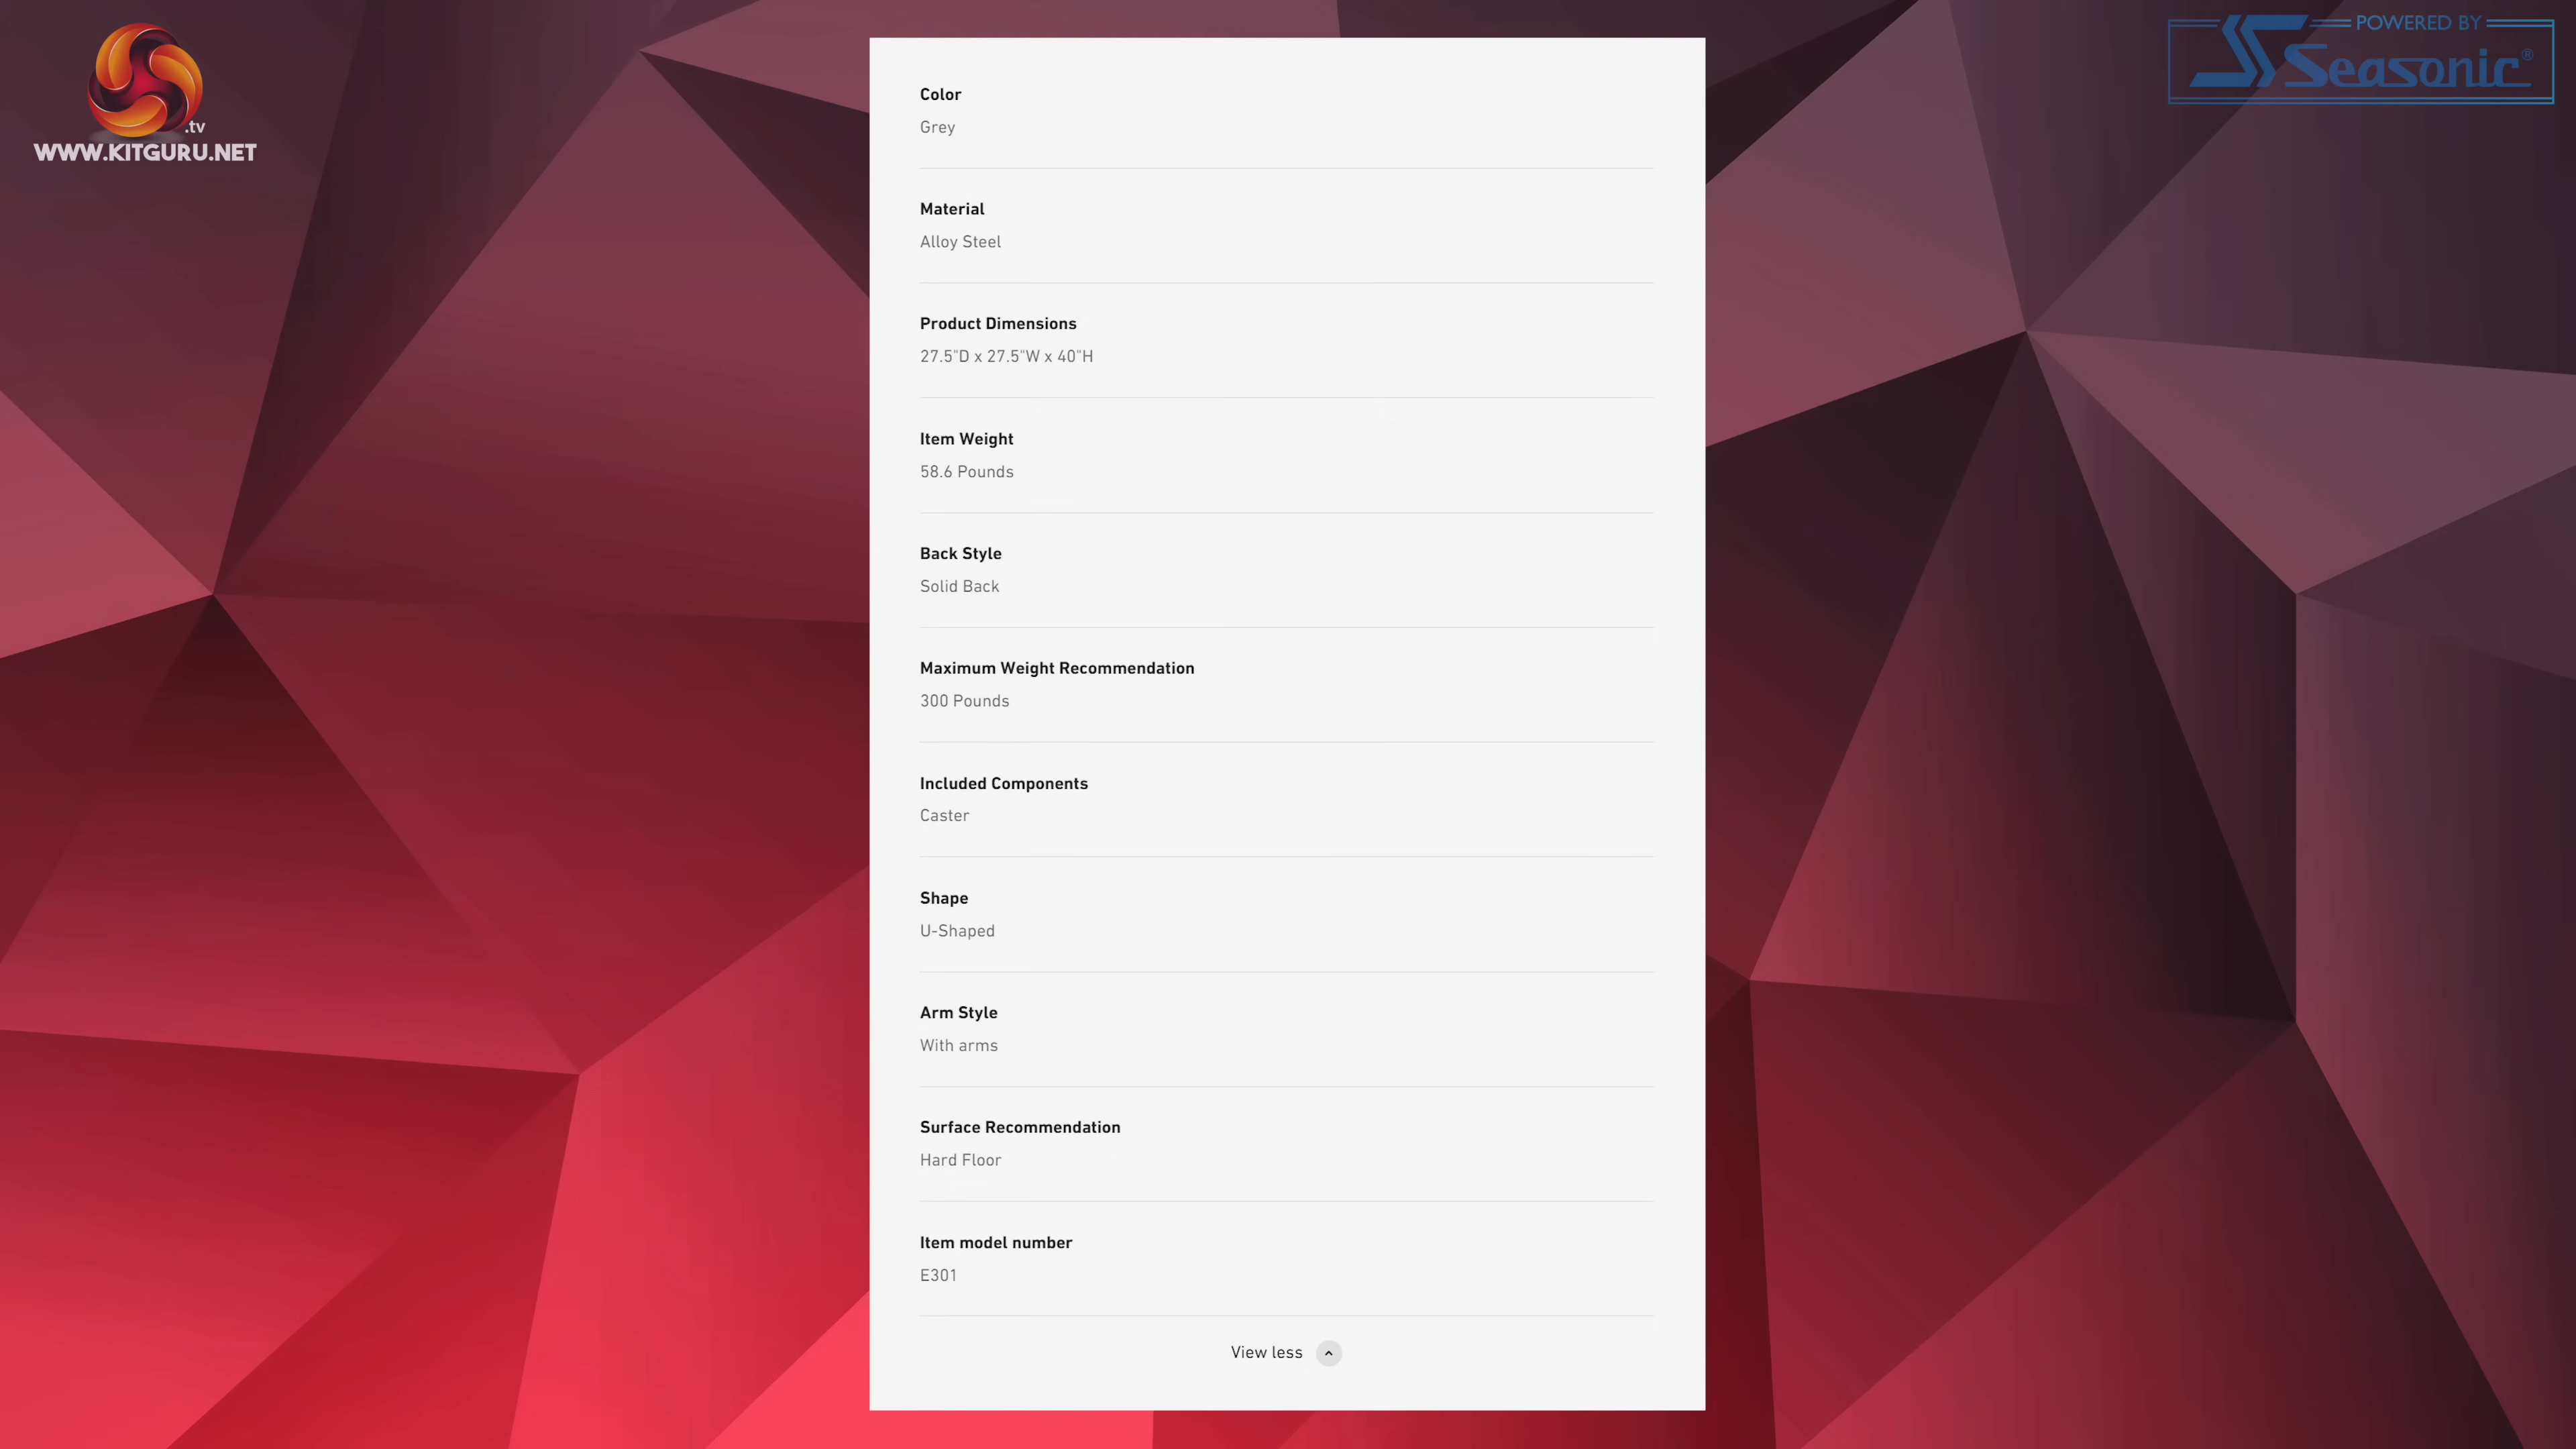 .tv
WWW.KITGURU.NET
POWERED BY
Seasonic®
Color
Grey
Material
Alloy Steel
Product Dimensions
27.5"D x 27.5"W x 40"H
Item Weight
58.6 Pounds
Back Style
Solid Back
Maximum Weight Recommendation
300 Pounds
Included Components
Caster
Shape
U-Shaped
Arm Style
With arms
Surface Recommendation
Hard Floor
Item model number
E301
View less